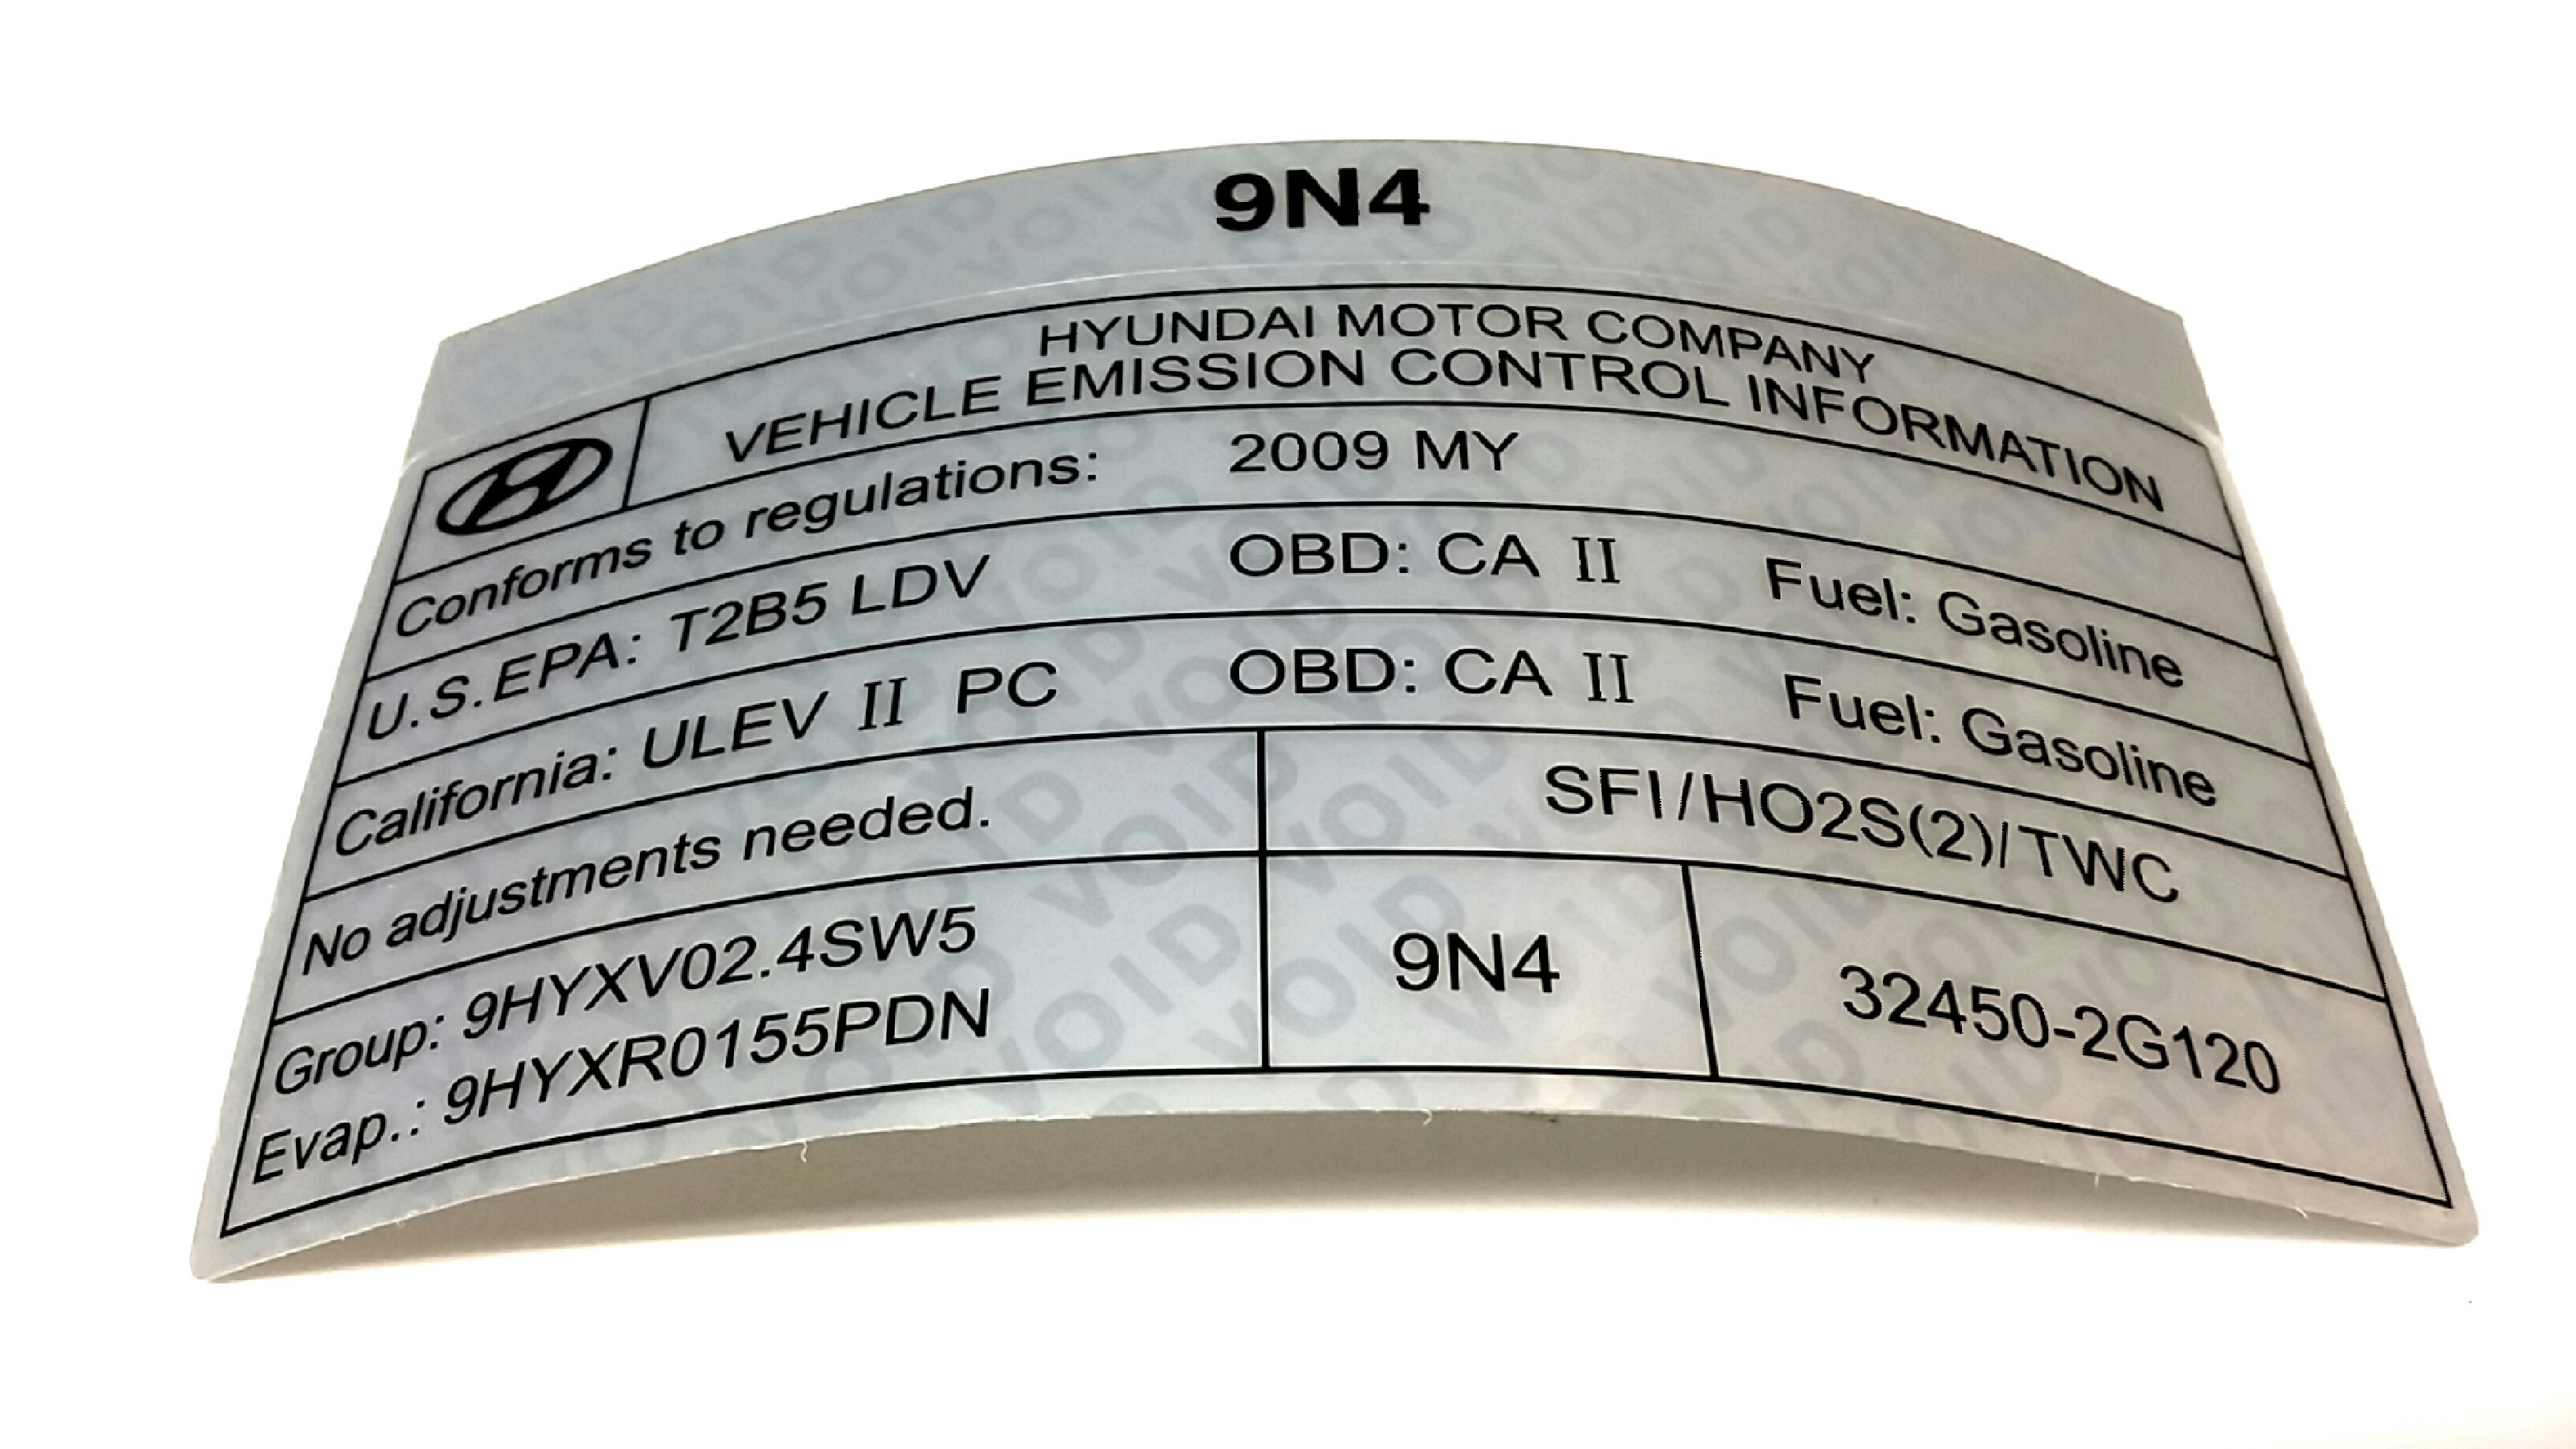 9N4
HYUNDAI MOTOR COMPANY
VEHICLE EMISSION CONTROL INFORMATION
Conforms to regulations: 2009 MY
U.S.EPA: T2B5 LDV OBD: CA II Fuel: Gasoline
California: ULEV II PC OBD: CA II Fuel: Gasoline
No adjustments needed. SFI/HO2S(2)/TWC
Group: 9HYXV02.4SW5
Evap.: 9HYXR0155PDN
9N4
32450-2G120